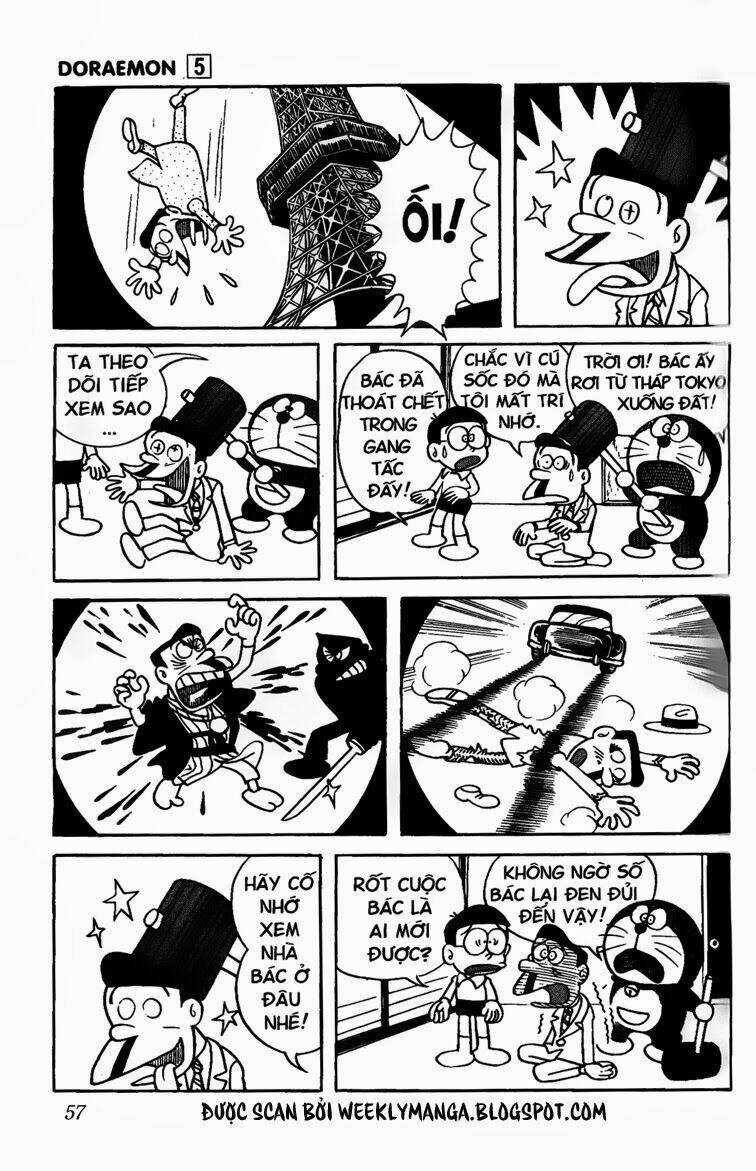 DORAEMON 5
ỐI!
TRỜI ƠI! BÁC ẤY
RƠI TỪ THÁP TOKYO
XUỐNG ĐẤT!
CHẮC VÌ CÚ
SỐC ĐÓ MÀ
TÔI MẤT TRÍ
NHỚ.
BÁC ĐÃ
THOÁT CHẾT
TRONG
GANG
TẤC
ĐẤY!
TA THEO
DÕI TIẾP
XEM SAO
...
KHÔNG NGỜ SỐ
BÁC LẠI ĐEN ĐỦI
ĐẾN VẬY!
RỐT CUỘC
BÁC LÀ
AI MỚI
ĐƯỢC?
HÃY CỐ
NHỚ
XEM
NHÀ
BÁC Ở
ĐÂU
NHÉ!
57
ĐƯỢC SCAN BỞI WEEKLYMANGA.BLOGSPOT.COM